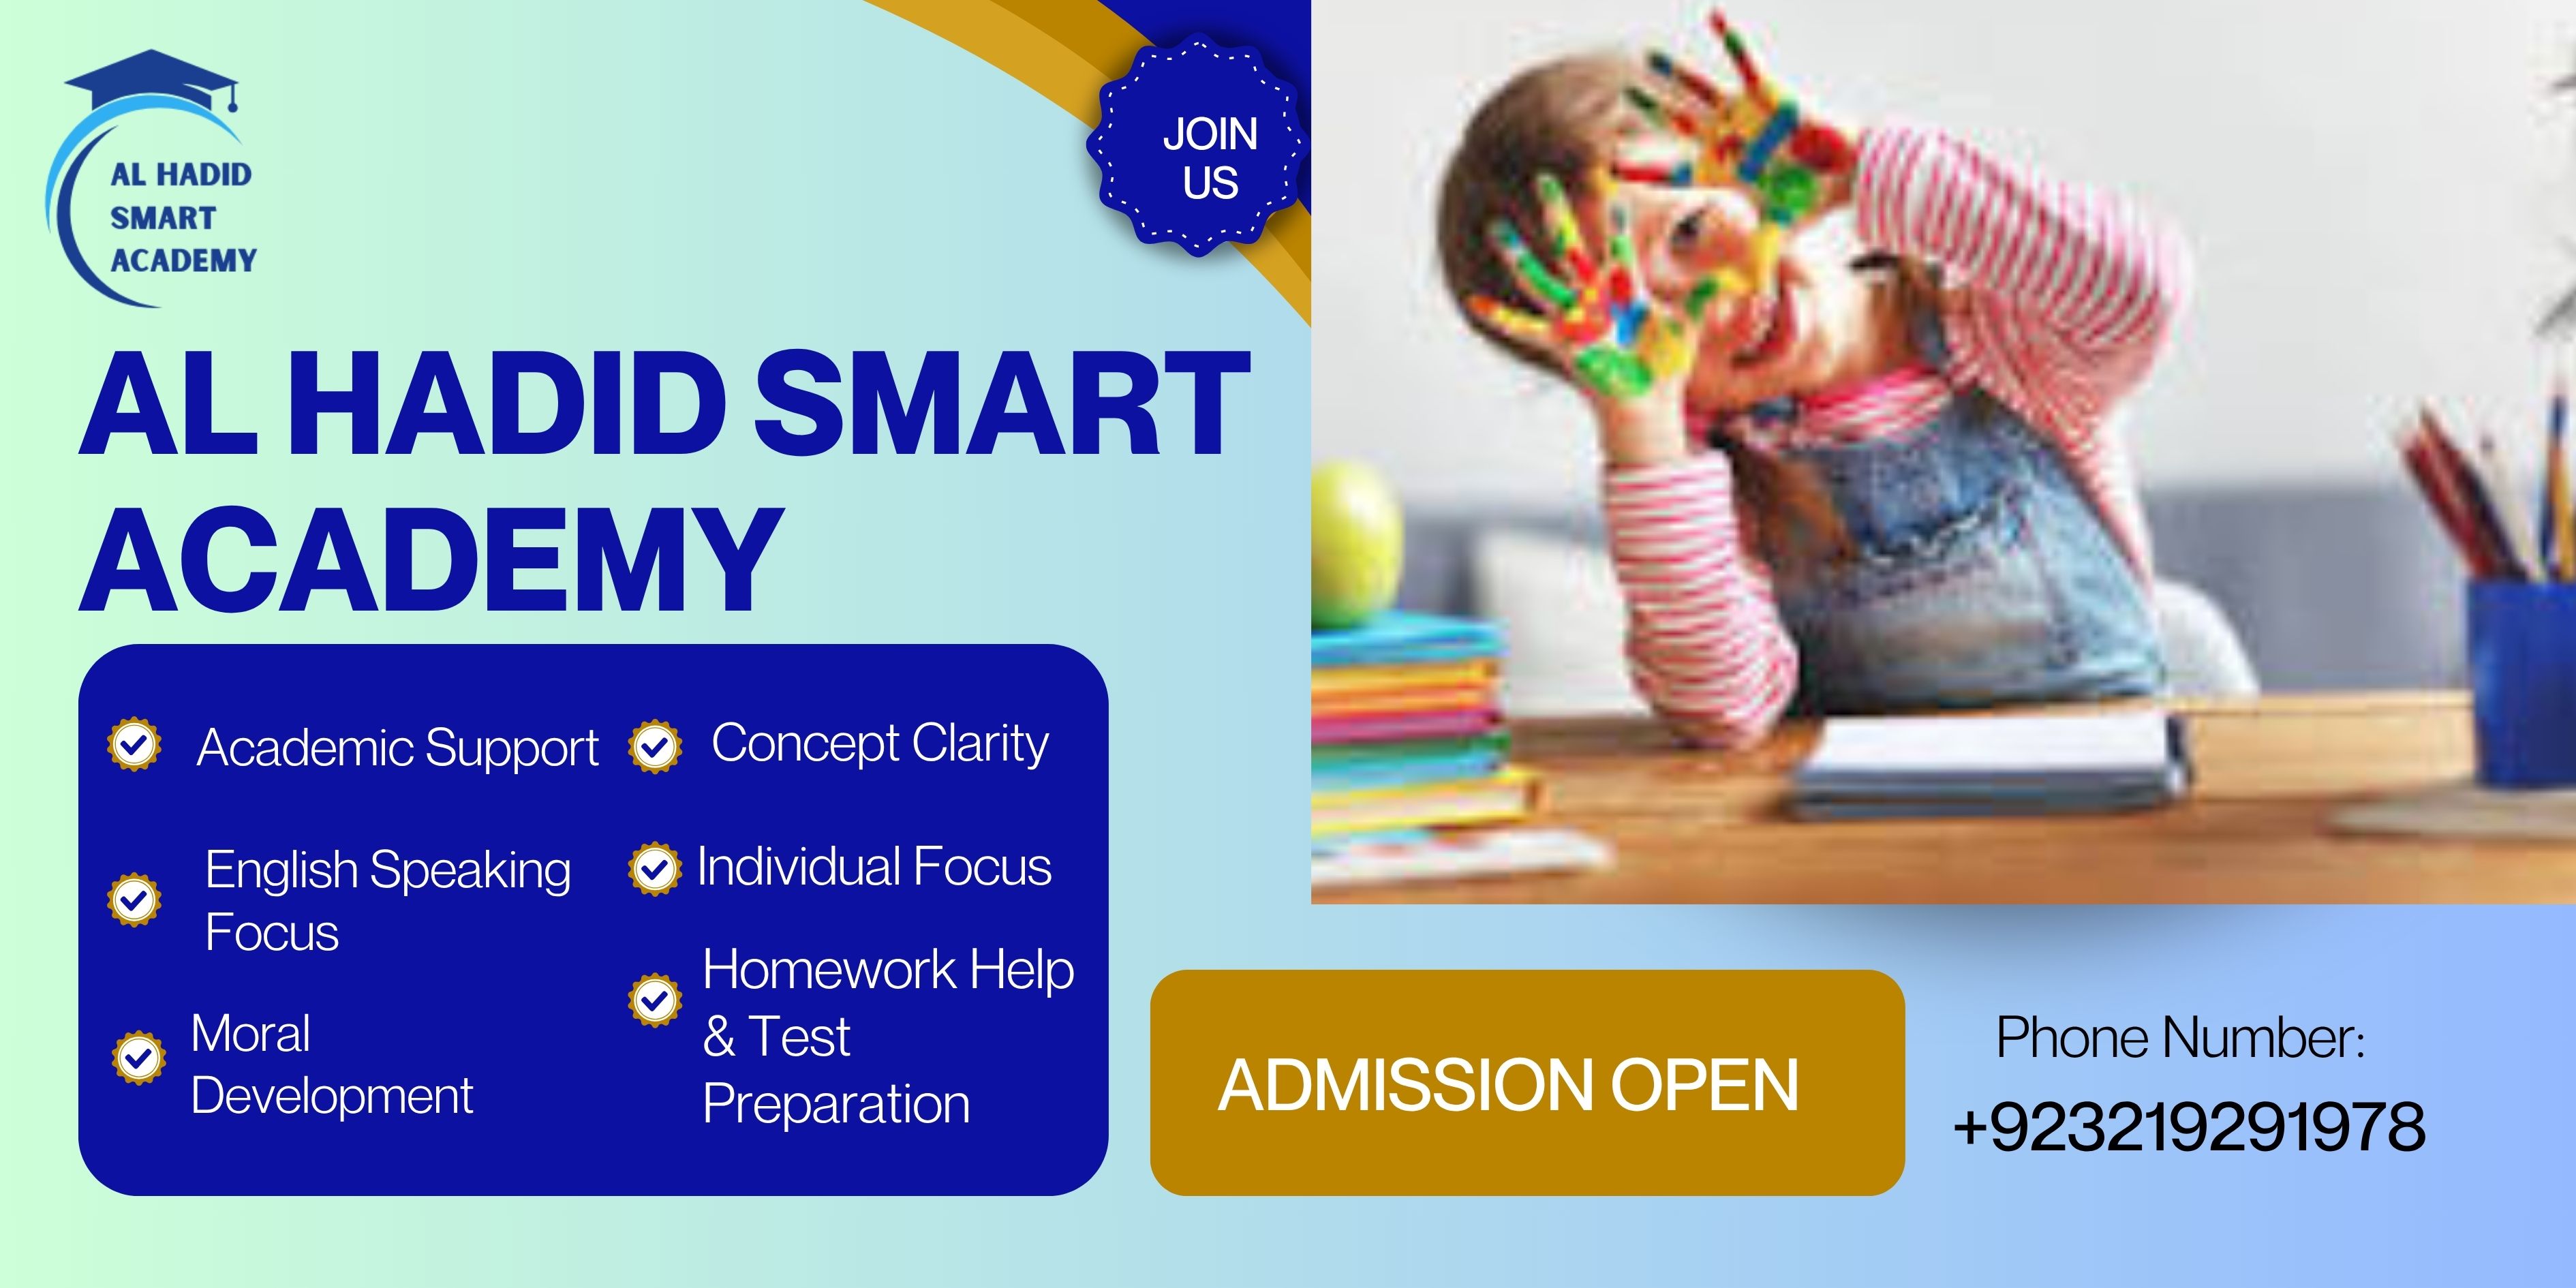 AL HADID
SMART
ACADEMY
JOIN
US
AL HADID SMART
ACADEMY
Academic Support
English Speaking
Focus
Moral
Development
Concept Clarity
Individual Focus
Homework Help
& Test
Preparation
ADMISSION OPEN
Phone Number:
+923219291978